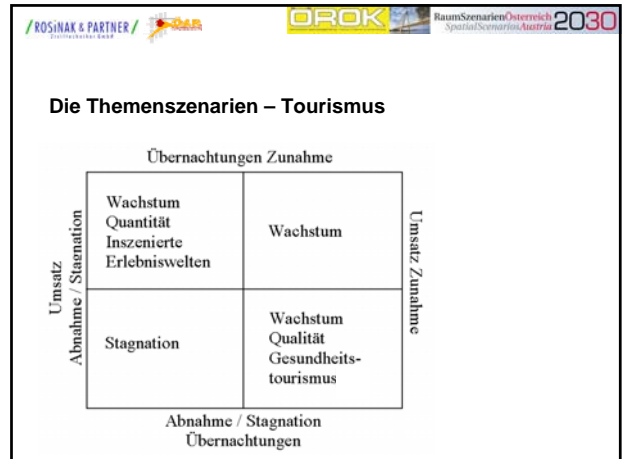 / ROSiNAK & PARTNER /
ÖROK
RaumSzenarienÖsterreich 2030
SpatialScenariosAustria
Die Themenszenarien – Tourismus
Übernachtungen Zunahme
Umsatz
Abnahme / Stagnation
Wachstum
Quantität
Inszenierte
Erlebniswelten
Wachstum
Umsatz Zunahme
Stagnation
Wachstum
Qualität
Gesundheits-
tourismus
Abnahme / Stagnation
Übernachtungen